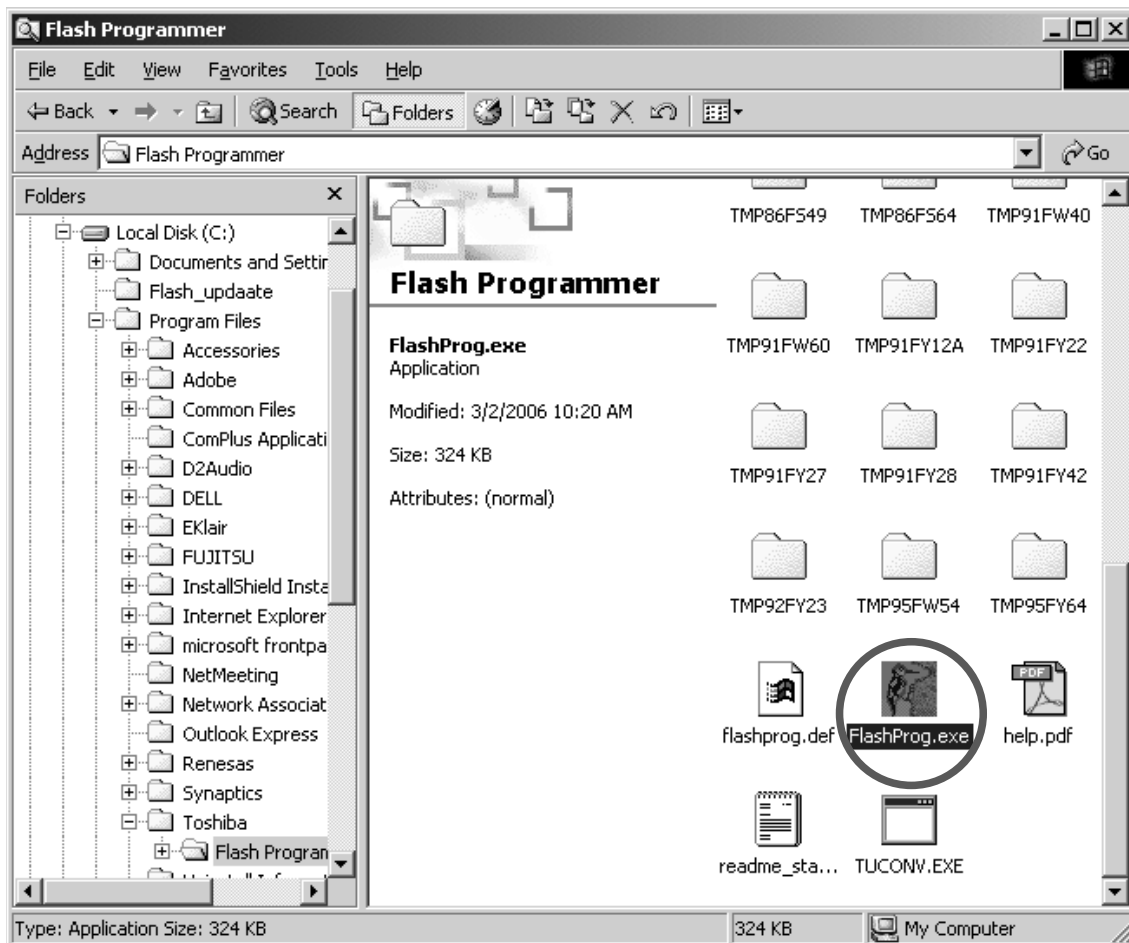 Flash Programmer
File Edit View Favorites Tools Help
Back Search Folders
Address Flash Programmer Go
Folders
Local Disk (C:)
Documents and Settin
Flash_updaate
Program Files
Accessories
Adobe
Common Files
ComPlus Applicati
D2Audio
DELL
EKlair
FUJITSU
InstallShield Insta
Internet Explorer
microsoft frontpa
NetMeeting
Network Associat
Outlook Express
Renesas
Synaptics
Toshiba
Flash Progran
Flash Programmer
FlashProg.exe
Application
Modified: 3/2/2006 10:20 AM
Size: 324 KB
Attributes: (normal)
TMP86FS49 TMP86FS64 TMP91FW40
TMP91FW60 TMP91FY12A TMP91FY22
TMP91FY27 TMP91FY28 TMP91FY42
TMP92FY23 TMP95FW54 TMP95FY64
flashprog.def FlashProg.exe PDF help.pdf
readme_sta... TUCONV.EXE
Type: Application Size: 324 KB 324 KB My Computer